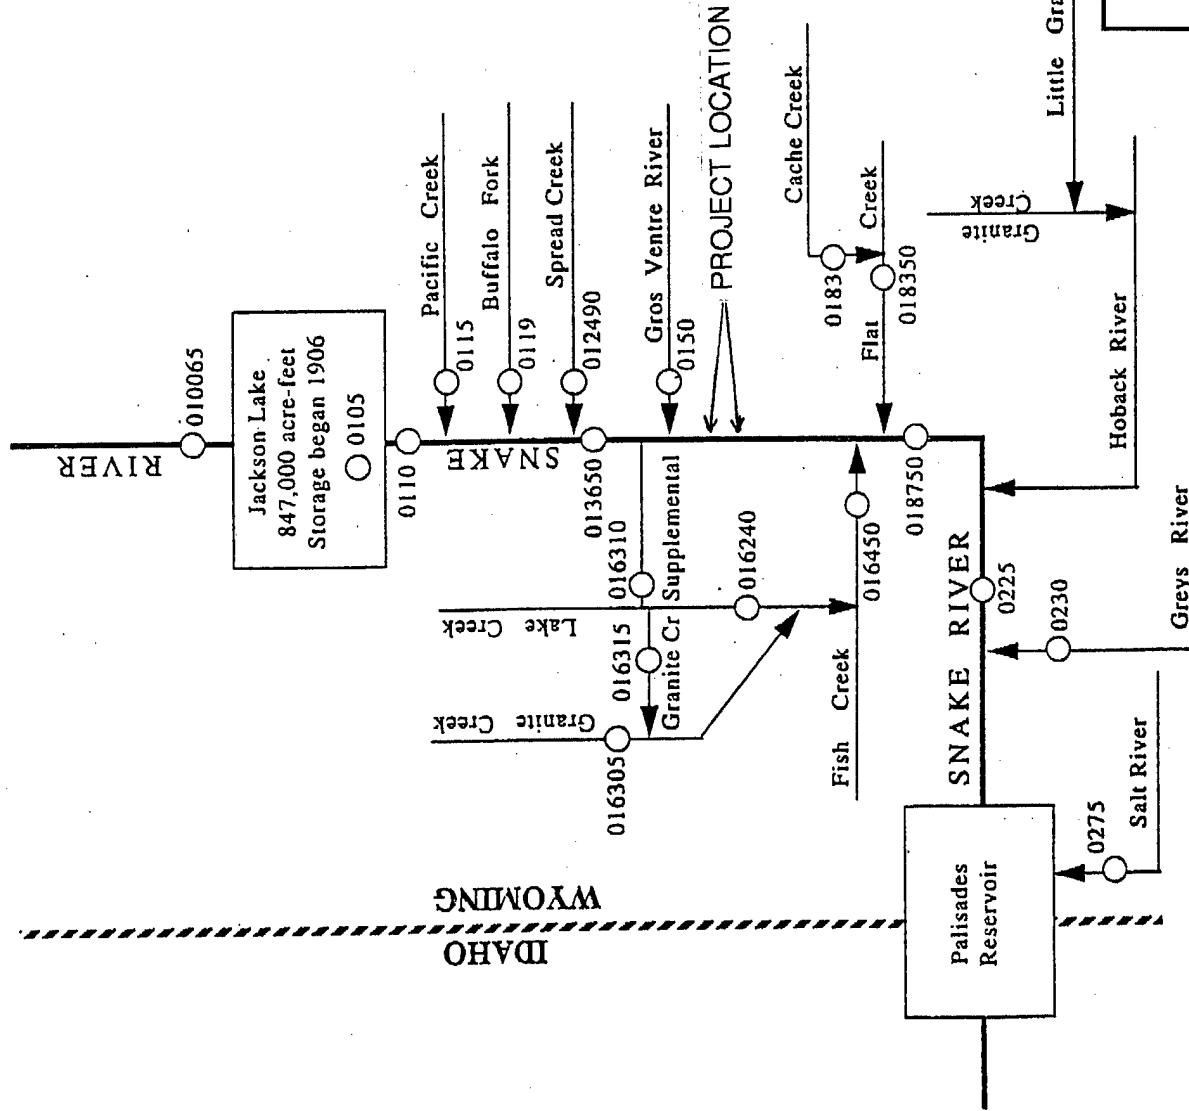 RIVER
010065
Jackson Lake
847,000 acre-feet
Storage began 1906
0105
0110
Pacific Creek
0115
Buffalo Fork
0119
SNAKE
Spread Creek
012490
013650
Gros Ventre River
0150
PROJECT LOCATION
016310
Supplemental
Lake Creek
016240
016315
Granite Cr
Granite Creek
016305
Cache Creek
0183
Flat Creek
018350
Fish Creek
016450
018750
Little
Granite
Creek
Hoback River
SNAKE RIVER
0225
0230
Greys River
Salt River
0275
WYOMING
IDAHO
Palisades
Reservoir